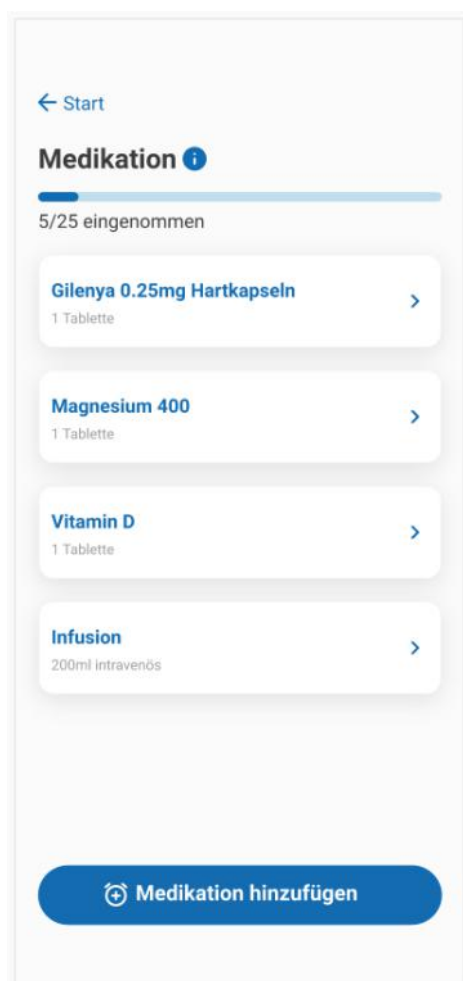 Start
Medikation
5/25 eingenommen
Gilenya 0.25mg Hartkapseln
1 Tablette
Magnesium 400
1 Tablette
Vitamin D
1 Tablette
Infusion
200ml intravenös
Medikation hinzufügen